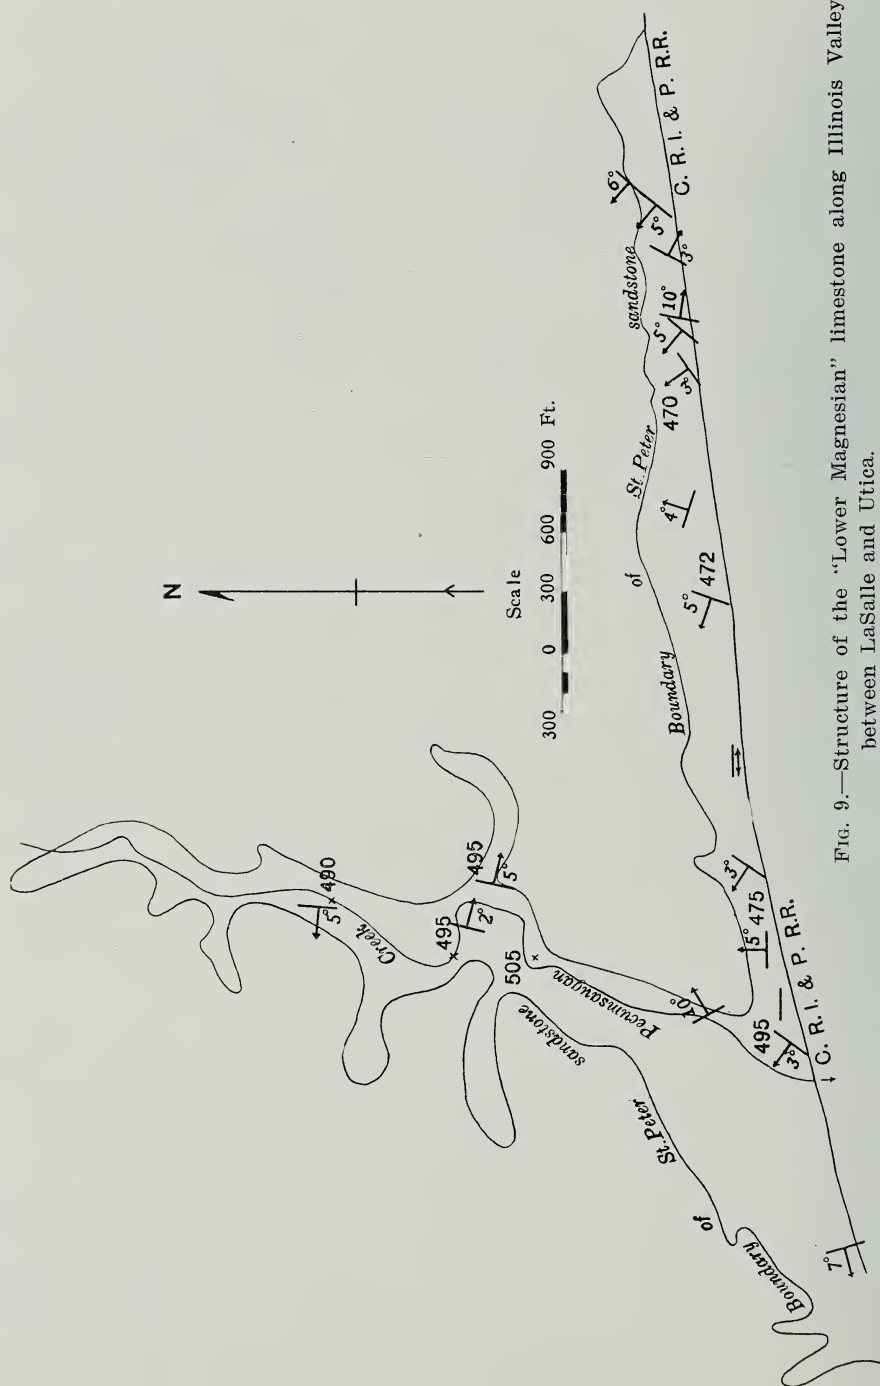 N
Scale
300 0 300 600 900 Ft.
Creek
5°
490
495
2°
495
5°
505
Pecumsaugan
sandstone
St. Peter
of
Boundary
7°
10°
495
3°
5°
475
3°
C. R. I. & P. R.R.
Boundary
of
St. Peter
sandstone
5°
472
4°
470
3°
5°
10°
3°
5°
6°
C. R. I. & P. R.R.
FIG. 9.—Structure of the "Lower Magnesian" limestone along Illinois Valley
between LaSalle and Utica.